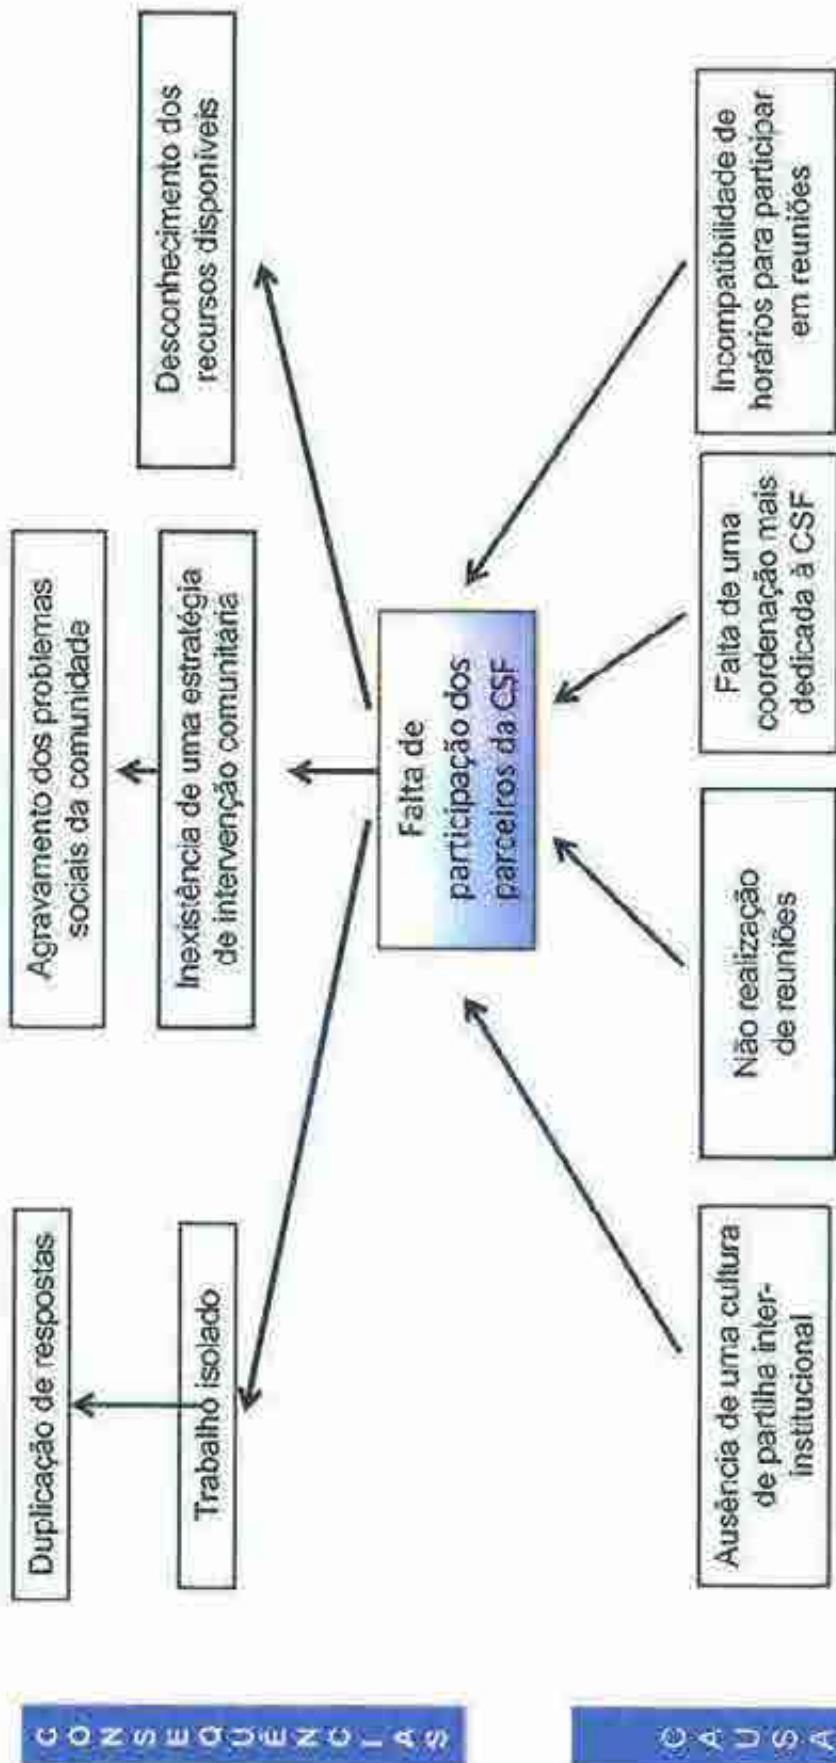 CONSEQUÊNCIAS
Duplicação de respostas
Agravamento dos problemas
sociais da comunidade
Trabalho isolado
Inexistência de uma estratégia
de intervenção comunitária
Desconhecimento dos
recursos disponíveis
Falta de
participação dos
parceiros da CSF
CAUSA
Ausência de uma cultura
de partilha inter-
institucional
Não realização
de reuniões
Falta de uma
coordenação mais
dedicada à CSF
Incompatibilidade de
horários para participar
em reuniões